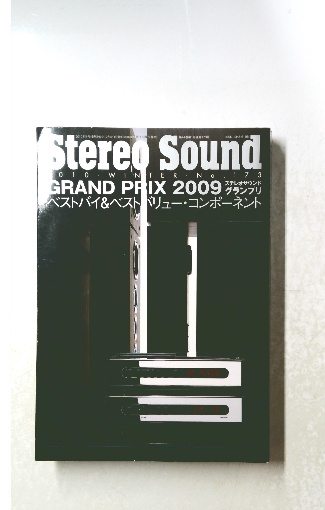 Stereo Sound
2010・WINTER・No.173
GRAND PRIX 2009 ステレオサウンド グランプリ
ベストバイ&ベストバリュー・コンポーネント